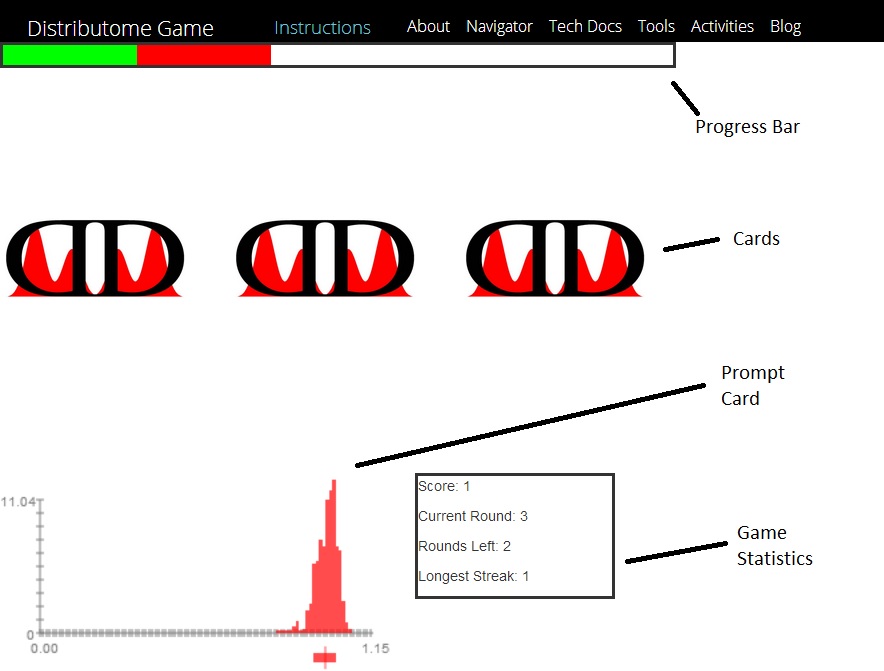 Distributome Game Instructions About Navigator Tech Docs Tools Activities Blog
Progress Bar
Cards
Prompt
Card
11.04
0
0.00 1.15
Score: 1
Current Round: 3
Rounds Left: 2
Longest Streak: 1
Game
Statistics